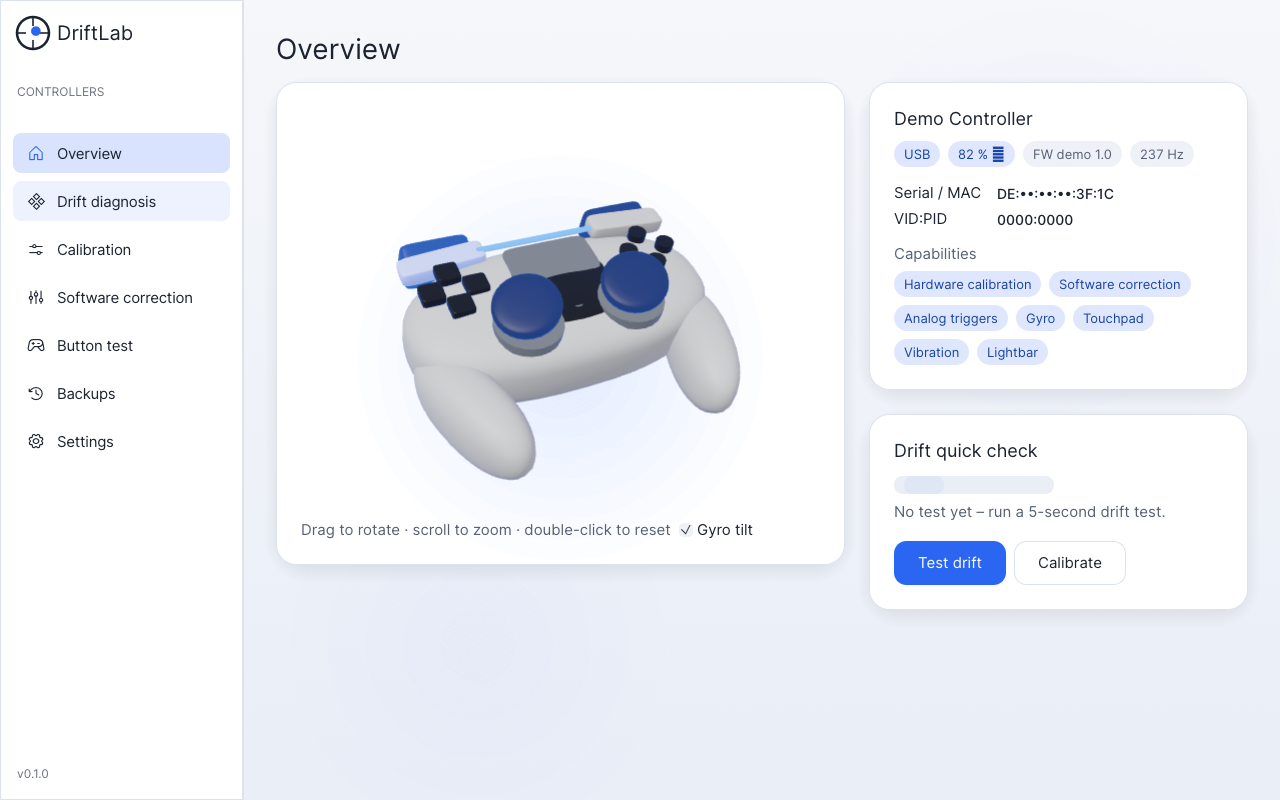 DriftLab
CONTROLLERS
Overview
Drift diagnosis
Calibration
Software correction
Button test
Backups
Settings
v0.1.0
Overview
Drag to rotate · scroll to zoom · double-click to reset
Gyro tilt
Demo Controller
USB 82 % FW demo 1.0 237 Hz
Serial / MAC DE:••:••:••:3F:1C
VID:PID 0000:0000
Capabilities
Hardware calibration Software correction
Analog triggers Gyro Touchpad
Vibration Lightbar
Drift quick check
No test yet – run a 5-second drift test.
Test drift Calibrate